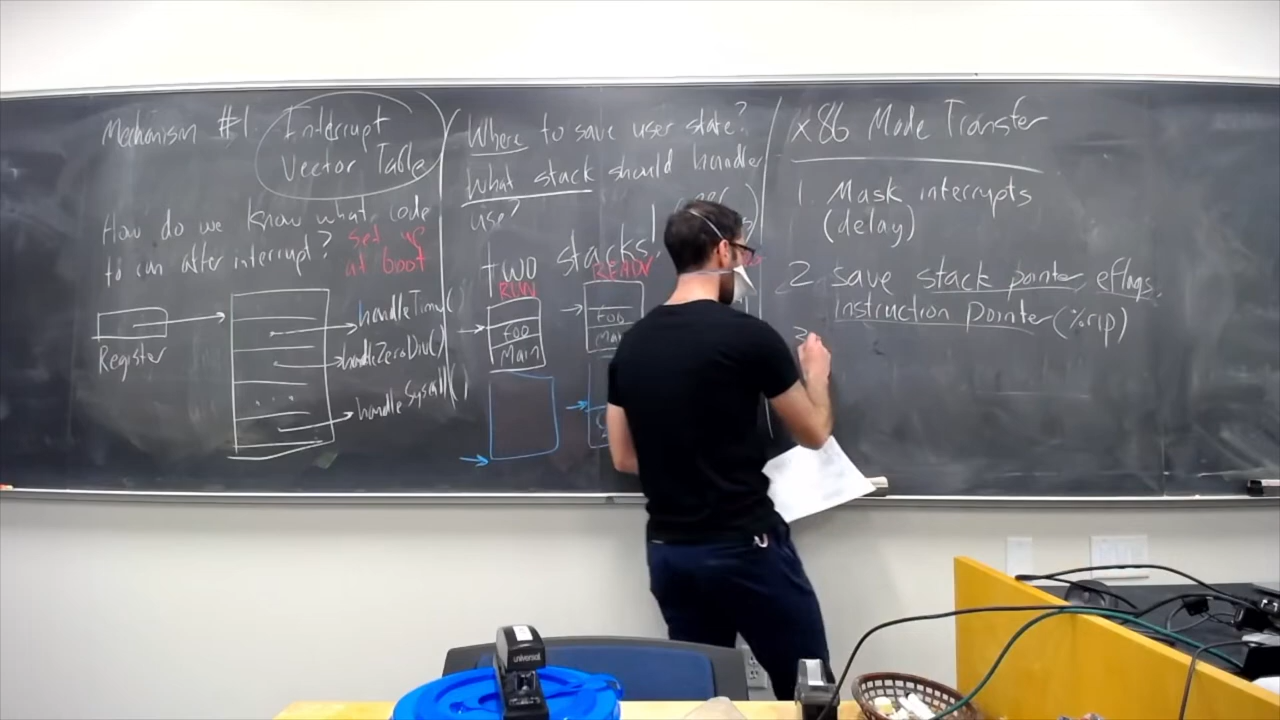 Mechanism #1 Interrupt
Vector Table
How do we know what code
to run after interrupt? set up
at boot
Register
handleTimer()
handleZeroDiv()
handleSyscall()
. . .
Where to save user state?
What stack should handler
use?
TWO stacks!
RUN
foo
Main
READY
foo
x86 Mode Transfer
1. Mask interrupts
(delay)
2. save stack pointer, eflags,
instruction pointer (%rip)
3
universal